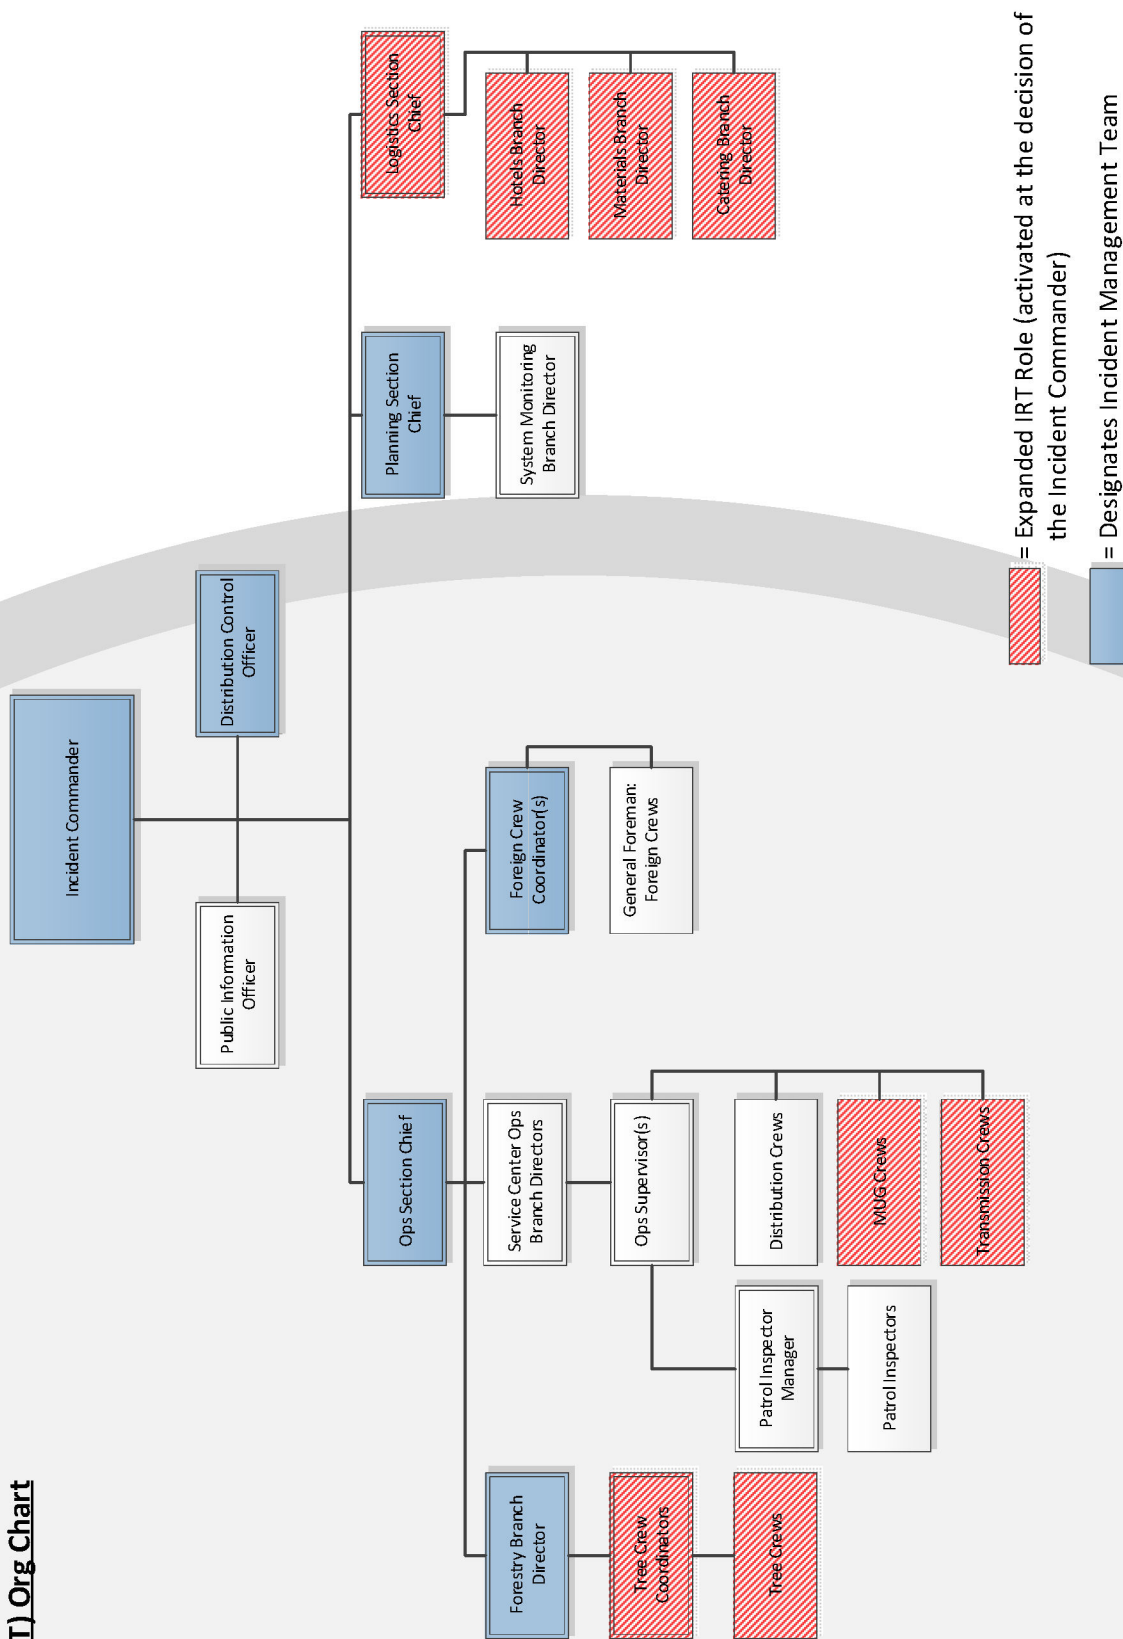 T) Org Chart
Incident Commander
Public Information
Officer
Distribution Control
Officer
Ops Section Chief
Planning Section
Chief
Logistics Section
Chief
Forestry Branch
Director
Service Center Ops
Branch Directors
Foreign Crew
Coordinator(s)
System Monitoring
Branch Director
Hotels Branch
Director
Tree Crew
Coordinators
Ops Supervisor(s)
General Foreman:
Foreign Crews
Materials Branch
Director
Tree Crews
Patrol Inspector
Manager
Distribution Crews
Catering Branch
Director
Patrol Inspectors
MUG Crews
Transmission Crews
= Expanded IRT Role (activated at the decision of
the Incident Commander)
= Designates Incident Management Team